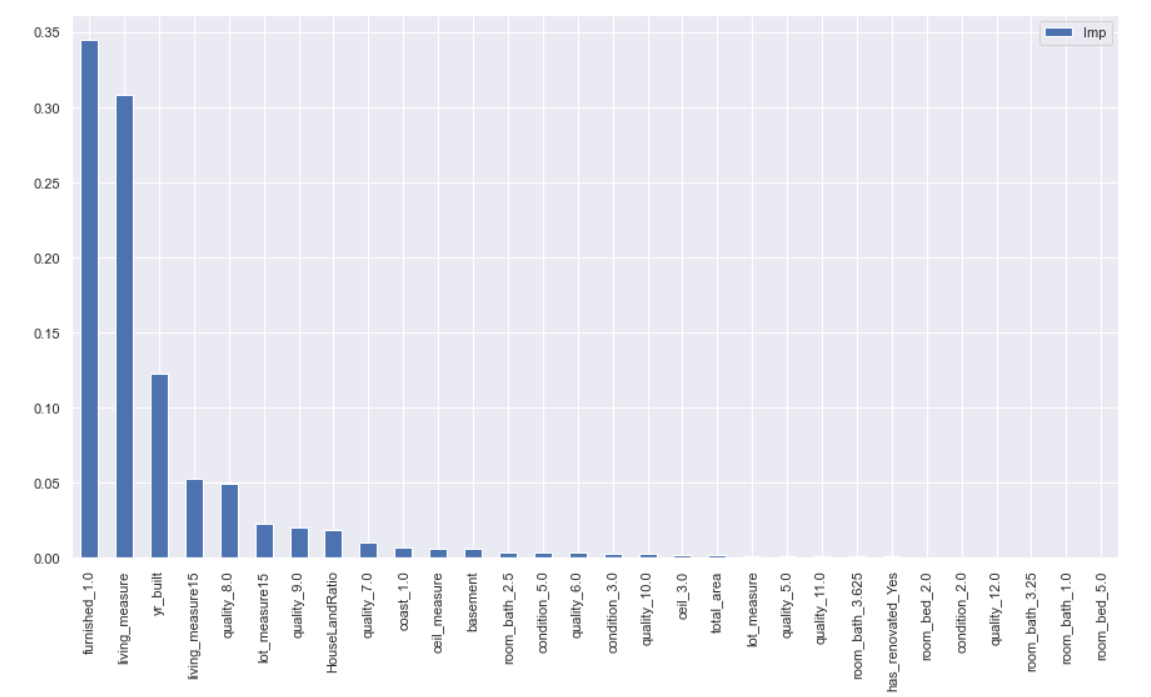 0.35
0.30
0.25
0.20
0.15
0.10
0.05
0.00
Imp
furnished_1.0
living_measure
yr_built
living_measure15
quality_8.0
lot_measure15
quality_9.0
HouseLandRatio
quality_7.0
coast_1.0
ceil_measure
basement
room_bath_2.5
condition_5.0
quality_6.0
condition_3.0
quality_10.0
ceil_3.0
total_area
lot_measure
quality_5.0
quality_11.0
room_bath_3.625
has_renovated_Yes
room_bed_2.0
condition_2.0
quality_12.0
room_bath_3.25
room_bath_1.0
room_bed_5.0